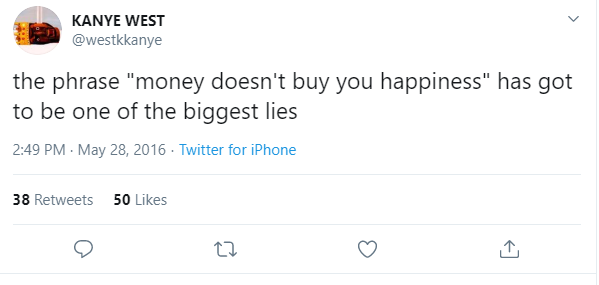 KANYE WEST
@westkkanye
the phrase "money doesn't buy you happiness" has got
to be one of the biggest lies
2:49 PM · May 28, 2016 · Twitter for iPhone
38 Retweets 50 Likes